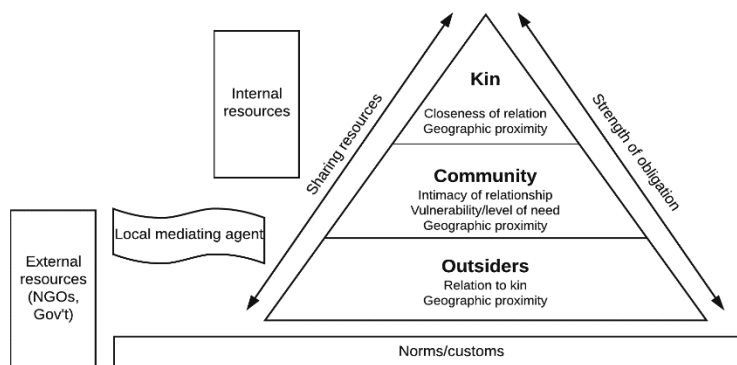 Internal
resources
Sharing resources
Kin
Closeness of relation
Geographic proximity
Strength of obligation
Community
Intimacy of relationship
Vulnerability/level of need
Geographic proximity
Local mediating agent
External
resources
(NGOs,
Gov't)
Outsiders
Relation to kin
Geographic proximity
Norms/customs